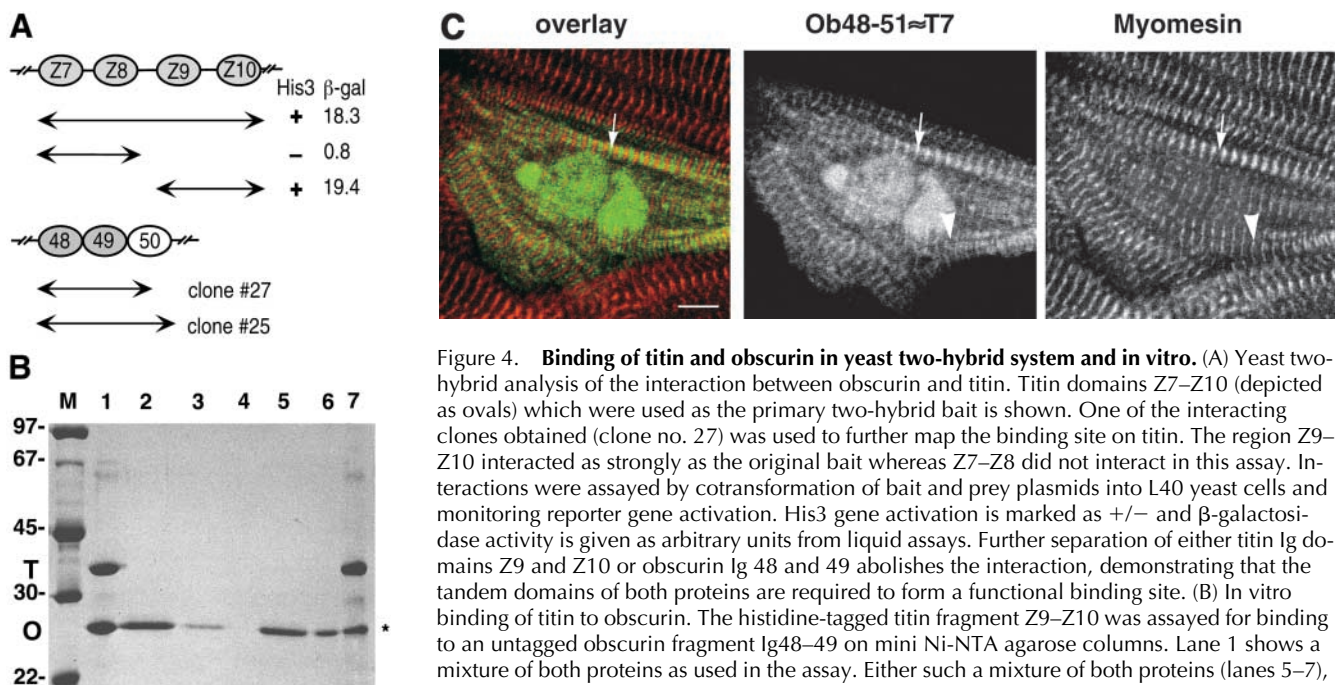 A
Z7 Z8 Z9 Z10
His3 β-gal
+ 18.3
− 0.8
+ 19.4
48 49 50
clone #27
clone #25
B
M 1 2 3 4 5 6 7
97-
67-
45-
T
30-
O *
22-
C overlay Ob48-51≈T7 Myomesin
Figure 4. Binding of titin and obscurin in yeast two-hybrid system and in vitro. (A) Yeast two-
hybrid analysis of the interaction between obscurin and titin. Titin domains Z7–Z10 (depicted
as ovals) which were used as the primary two-hybrid bait is shown. One of the interacting
clones obtained (clone no. 27) was used to further map the binding site on titin. The region Z9–
Z10 interacted as strongly as the original bait whereas Z7–Z8 did not interact in this assay. In-
teractions were assayed by cotransformation of bait and prey plasmids into L40 yeast cells and
monitoring reporter gene activation. His3 gene activation is marked as +/− and β-galactosi-
dase activity is given as arbitrary units from liquid assays. Further separation of either titin Ig do-
mains Z9 and Z10 or obscurin Ig 48 and 49 abolishes the interaction, demonstrating that the
tandem domains of both proteins are required to form a functional binding site. (B) In vitro
binding of titin to obscurin. The histidine-tagged titin fragment Z9–Z10 was assayed for binding
to an untagged obscurin fragment Ig48–49 on mini Ni-NTA agarose columns. Lane 1 shows a
mixture of both proteins as used in the assay. Either such a mixture of both proteins (lanes 5–7),